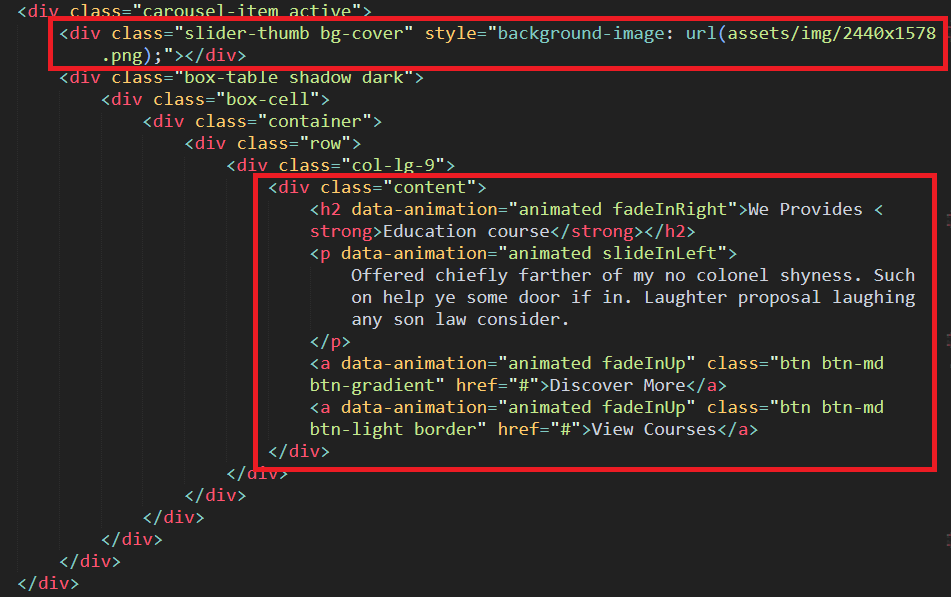 <div class="carousel-item active">
<div class="slider-thumb bg-cover" style="background-image: url(assets/img/2440x1578
.png);"></div>
<div class="box-table shadow dark">
<div class="box-cell">
<div class="container">
<div class="row">
<div class="col-lg-9">
<div class="content">
<h2 data-animation="animated fadeInRight">We Provides <
strong>Education course</strong></h2>
<p data-animation="animated slideInLeft">
Offered chiefly farther of my no colonel shyness. Such
on help ye some door if in. Laughter proposal laughing
any son law consider.
</p>
<a data-animation="animated fadeInUp" class="btn btn-md
btn-gradient" href="#">Discover More</a>
<a data-animation="animated fadeInUp" class="btn btn-md
btn-light border" href="#">View Courses</a>
</div>
</div>
</div>
</div>
</div>
</div>
</div>